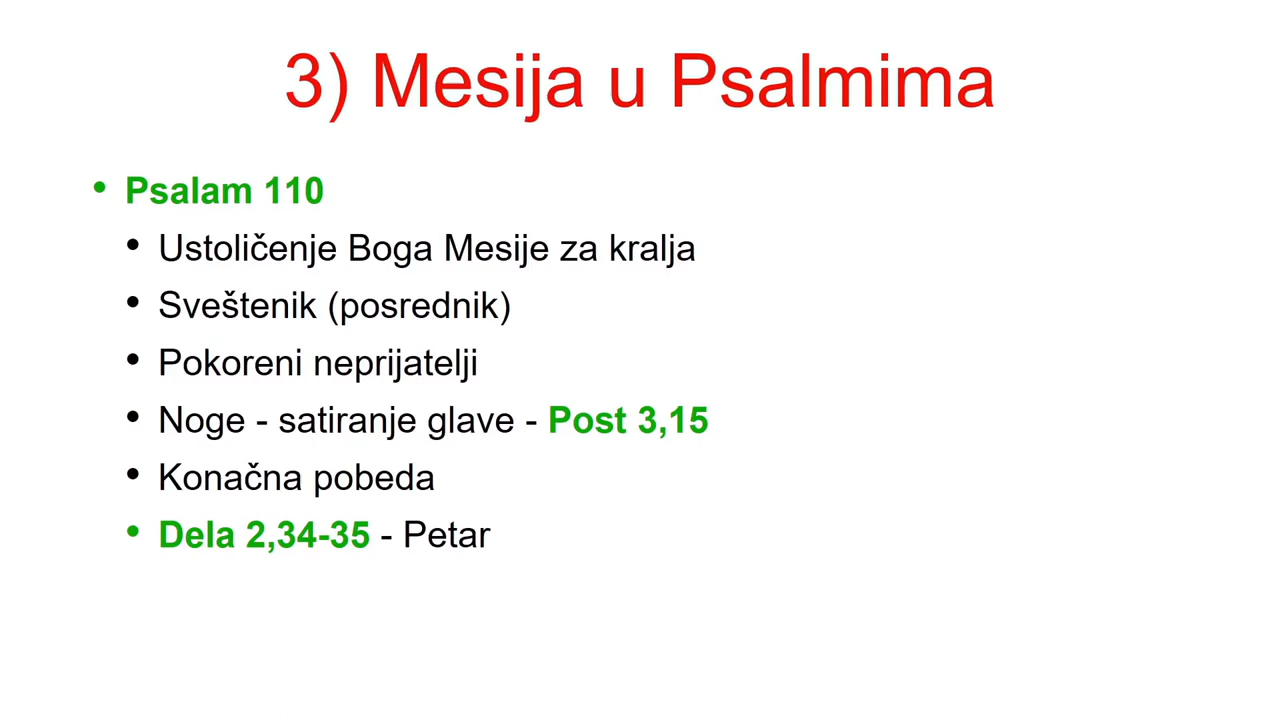 3) Mesija u Psalmima
• Psalam 110
• Ustoličenje Boga Mesije za kralja
• Sveštenik (posrednik)
• Pokoreni neprijatelji
• Noge - satiranje glave - Post 3,15
• Konačna pobeda
• Dela 2,34-35 - Petar